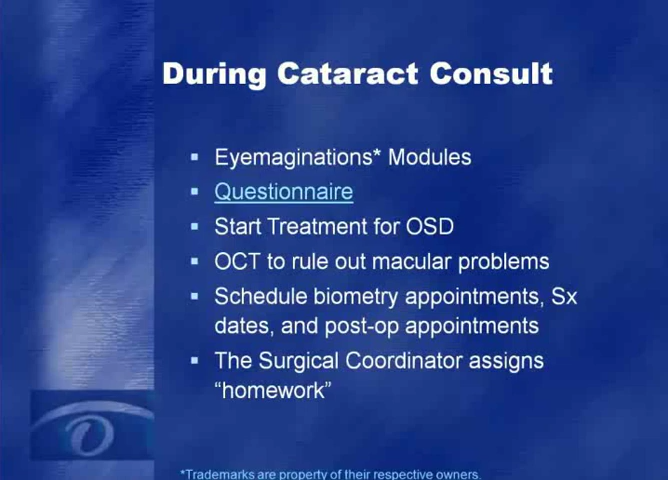 During Cataract Consult
▪ Eyemaginations* Modules
▪ Questionnaire
▪ Start Treatment for OSD
▪ OCT to rule out macular problems
▪ Schedule biometry appointments, Sx
dates, and post-op appointments
▪ The Surgical Coordinator assigns
“homework”
*Trademarks are property of their respective owners.